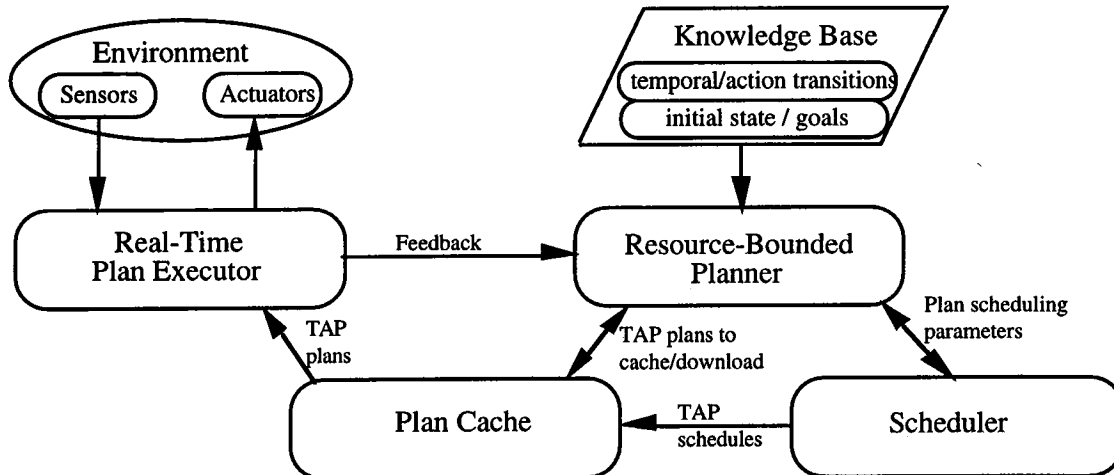 Environment
Sensors
Actuators
Knowledge Base
temporal/action transitions
initial state / goals
Real-Time
Plan Executor
Feedback
Resource-Bounded
Planner
TAP
plans
TAP plans to
cache/download
Plan scheduling
parameters
Plan Cache
TAP
schedules
Scheduler